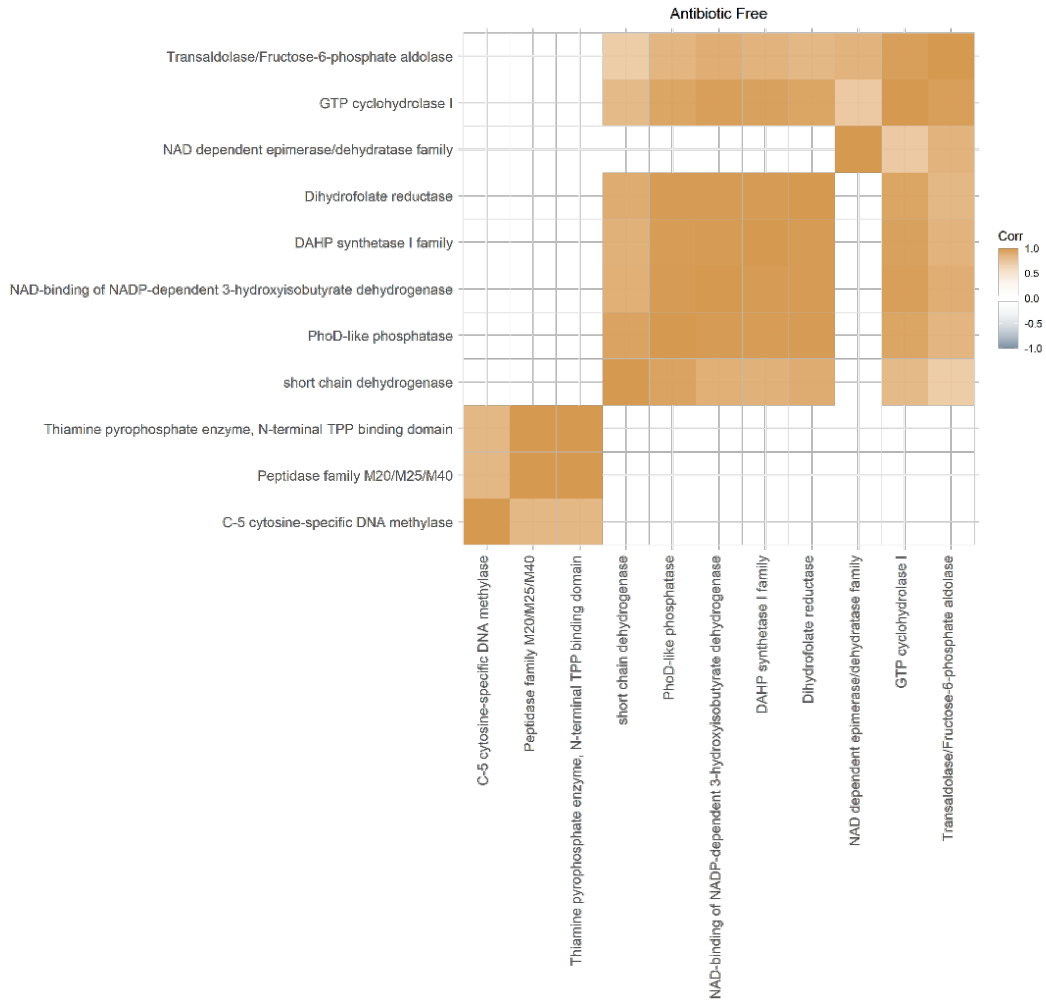 Antibiotic Free
Transaldolase/Fructose-6-phosphate aldolase
GTP cyclohydrolase I
NAD dependent epimerase/dehydratase family
Dihydrofolate reductase
DAHP synthetase I family
NAD-binding of NADP-dependent 3-hydroxyisobutyrate dehydrogenase
PhoD-like phosphatase
short chain dehydrogenase
Thiamine pyrophosphate enzyme, N-terminal TPP binding domain
Peptidase family M20/M25/M40
C-5 cytosine-specific DNA methylase
Corr
1.0
0.5
0.0
-0.5
-1.0
C-5 cytosine-specific DNA methylase
Peptidase family M20/M25/M40
Thiamine pyrophosphate enzyme, N-terminal TPP binding domain
short chain dehydrogenase
PhoD-like phosphatase
NAD-binding of NADP-dependent 3-hydroxyisobutyrate dehydrogenase
DAHP synthetase I family
Dihydrofolate reductase
NAD dependent epimerase/dehydratase family
GTP cyclohydrolase I
Transaldolase/Fructose-6-phosphate aldolase